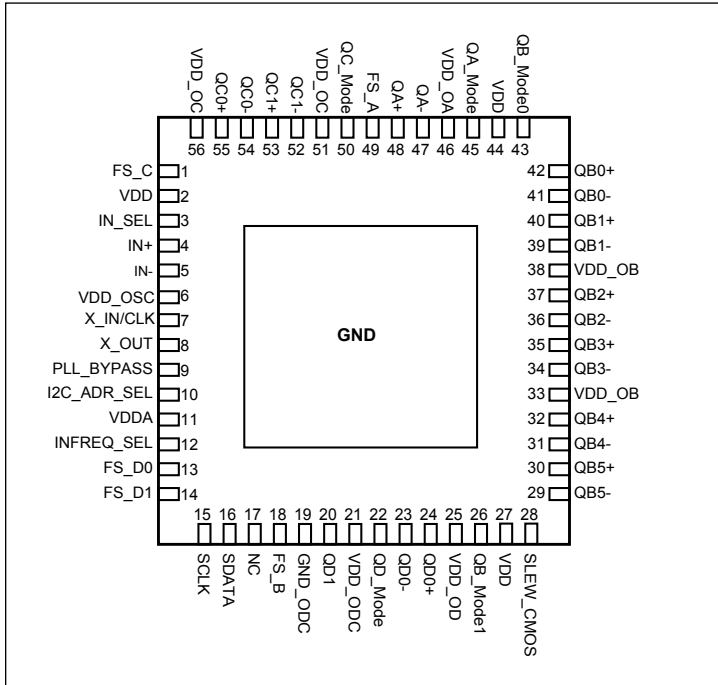 VDD_OC
QC0+
QC0-
QC1+
QC1-
VDD_OC
QC_Mode
FS_A
QA+
QA-
VDD_OA
QA_Mode
VDD
QB_Mode0
56 55 54 53 52 51 50 49 48 47 46 45 44 43
FS_C 1
VDD 2
IN_SEL 3
IN+ 4
IN- 5
VDD_OSC 6
X_IN/CLK 7
X_OUT 8
PLL_BYPASS 9
I2C_ADR_SEL 10
VDDA 11
INFREQ_SEL 12
FS_D0 13
FS_D1 14
GND
42 QB0+
41 QB0-
40 QB1+
39 QB1-
38 VDD_OB
37 QB2+
36 QB2-
35 QB3+
34 QB3-
33 VDD_OB
32 QB4+
31 QB4-
30 QB5+
29 QB5-
15 16 17 18 19 20 21 22 23 24 25 26 27 28
SCLK
SDATA
NC
FS_B
GND_ODC
QD1
VDD_ODC
QD_Mode
QD0-
QD0+
VDD_OD
QB_Mode1
VDD
SLEW_CMOS